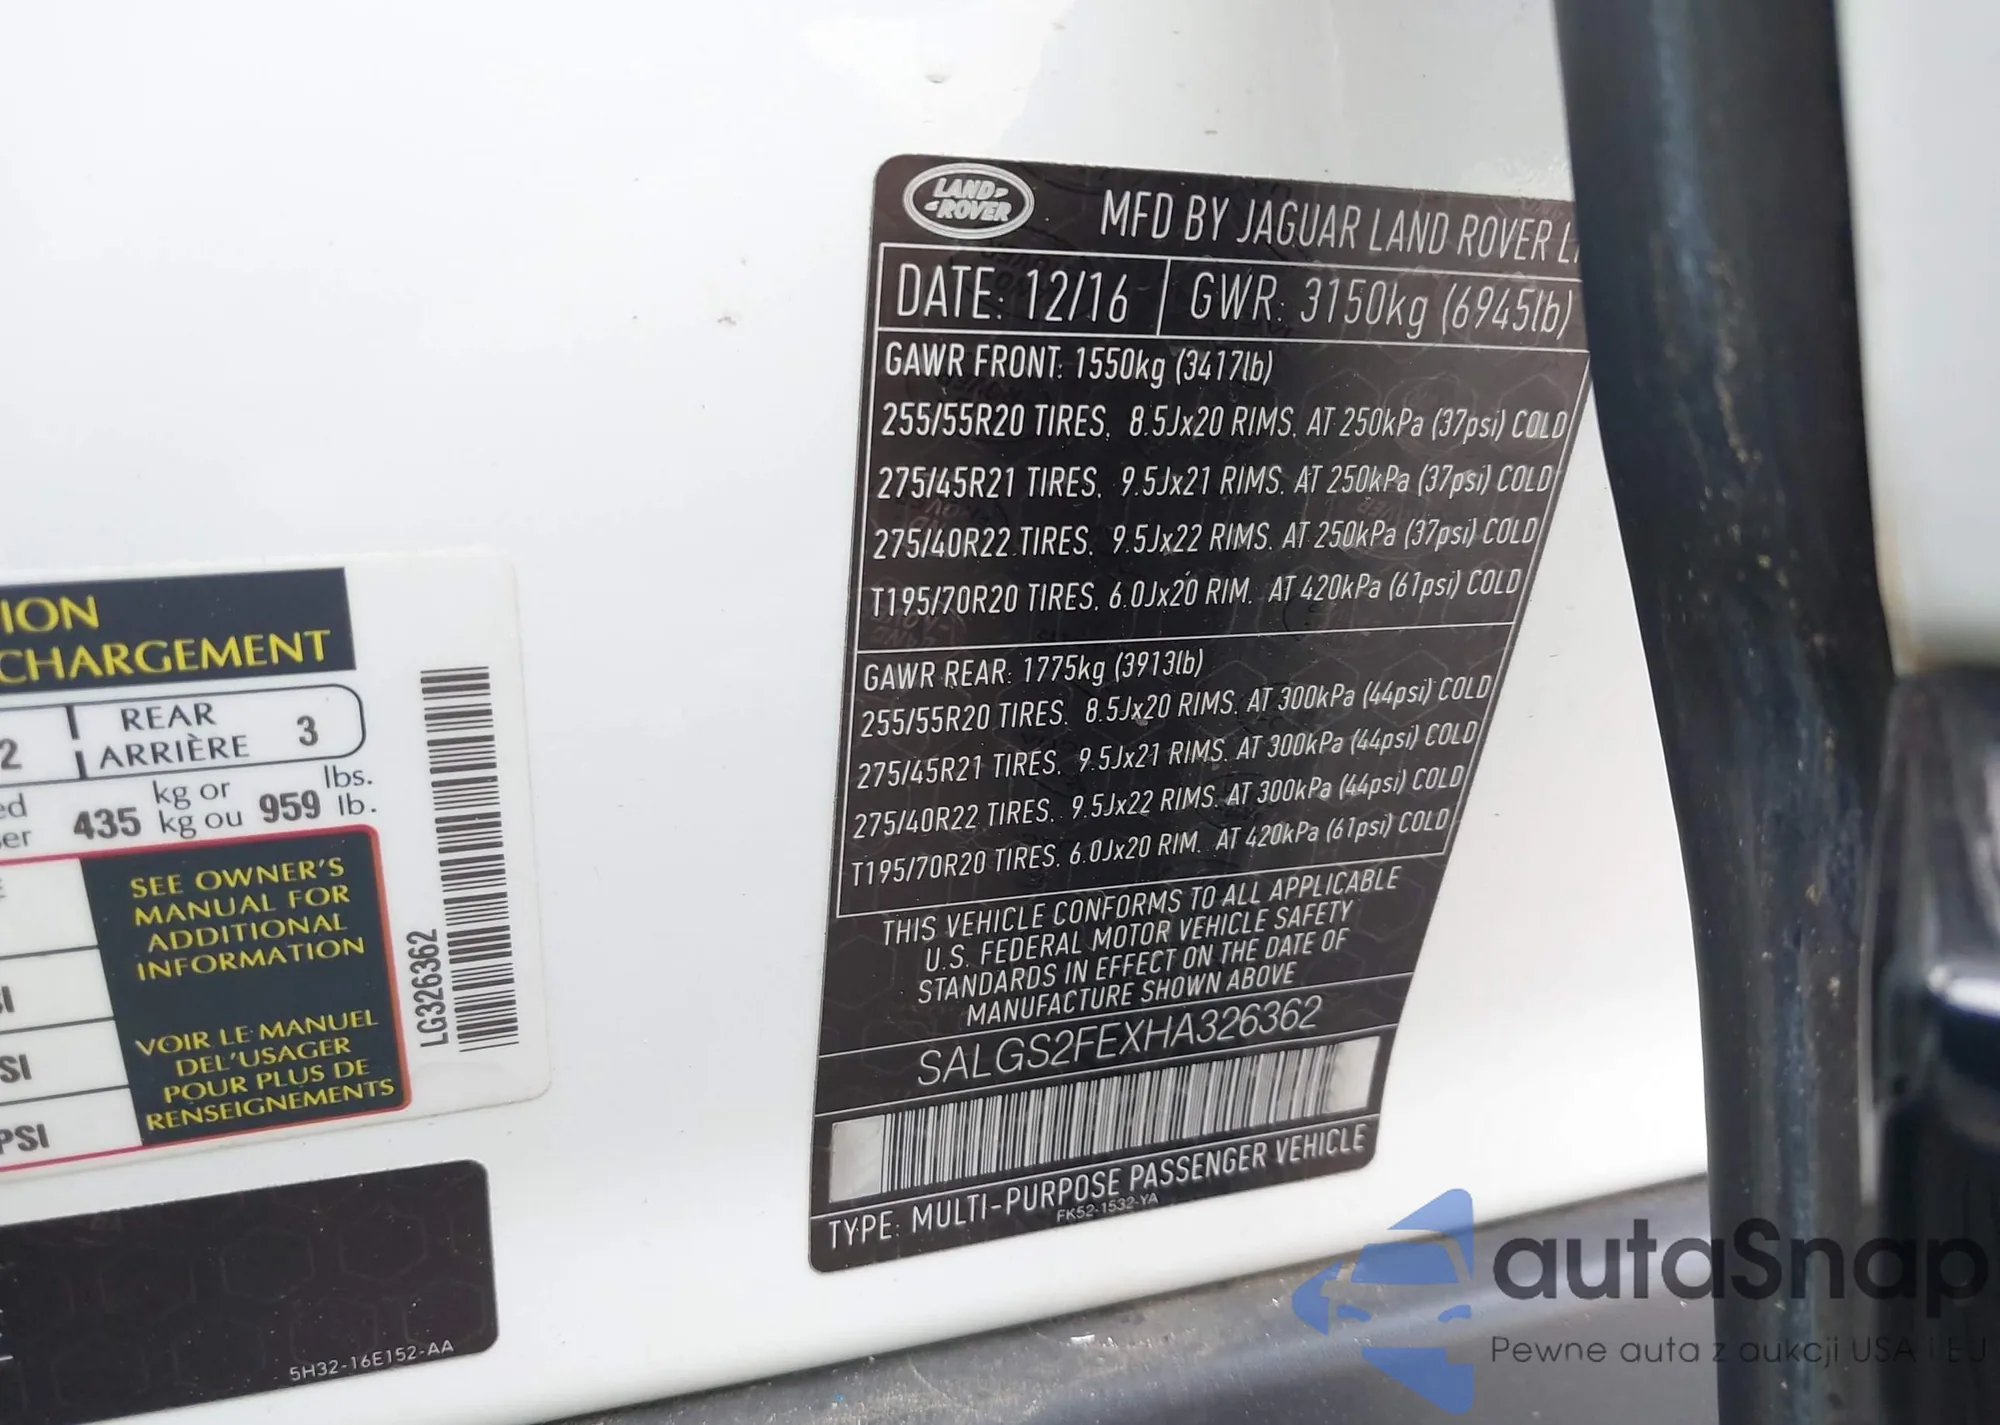 LAND
ROVER
MFD BY JAGUAR LAND ROVER
DATE: 12/16 GWR: 3150kg (6945lb)
GAWR FRONT: 1550kg (3417lb)
255/55R20 TIRES. 8.5Jx20 RIMS. AT 250kPa (37psi) COLD
275/45R21 TIRES. 9.5Jx21 RIMS. AT 250kPa (37psi) COLD
275/40R22 TIRES. 9.5Jx22 RIMS. AT 250kPa (37psi) COLD
T195/70R20 TIRES. 6.0Jx20 RIM. AT 420kPa (61psi) COLD
GAWR REAR: 1775kg (3913lb)
255/55R20 TIRES. 8.5Jx20 RIMS. AT 300kPa (44psi) COLD
275/45R21 TIRES. 9.5Jx21 RIMS. AT 300kPa (44psi) COLD
275/40R22 TIRES. 9.5Jx22 RIMS. AT 300kPa (44psi) COLD
T195/70R20 TIRES. 6.0Jx20 RIM. AT 420kPa (61psi) COLD
THIS VEHICLE CONFORMS TO ALL APPLICABLE
U.S. FEDERAL MOTOR VEHICLE SAFETY
STANDARDS IN EFFECT ON THE DATE OF
MANUFACTURE SHOWN ABOVE
SALGS2FEXHA326362
TYPE: MULTI-PURPOSE PASSENGER VEHICLE
FK52-1532-YA
ION
CHARGEMENT
2 REAR
ARRIÈRE 3
ed kg or lbs.
er 435 kg ou 959 lb.
SEE OWNER'S
MANUAL FOR
ADDITIONAL
INFORMATION
VOIR LE MANUEL
DEL'USAGER
POUR PLUS DE
RENSEIGNEMENTS
SI
PSI
LG326362
5H32-16E152-AA
autaSnap
Pewne auta z aukcji USA i EU